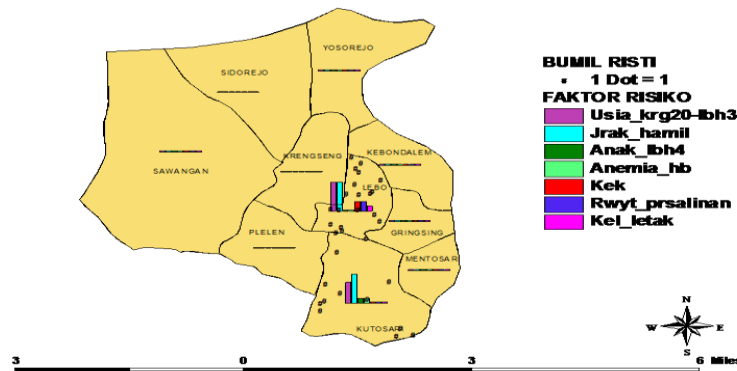 YOSOREJO
SIDOREJO
KRENGSENG
KEBONDALEM
SAWANGAN
LEBO
PLELEN
GRINGSING
MENTOSARI
KUTOSARI
BUMIL RISTI
1 Dot = 1
FAKTOR RISIKO
Usia_krg20-lbh3
Jrak_hamil
Anak_lbh4
Anemia_hb
Kek
Rwyt_prsalinan
Kel_letak
N
W E
S
3 0 3 6 Miles